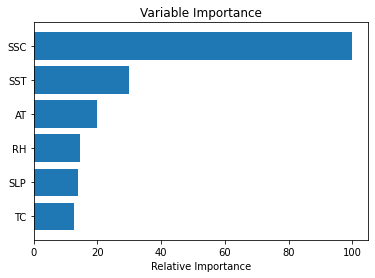 Variable Importance
SSC
SST
AT
RH
SLP
TC
0 20 40 60 80 100
Relative Importance